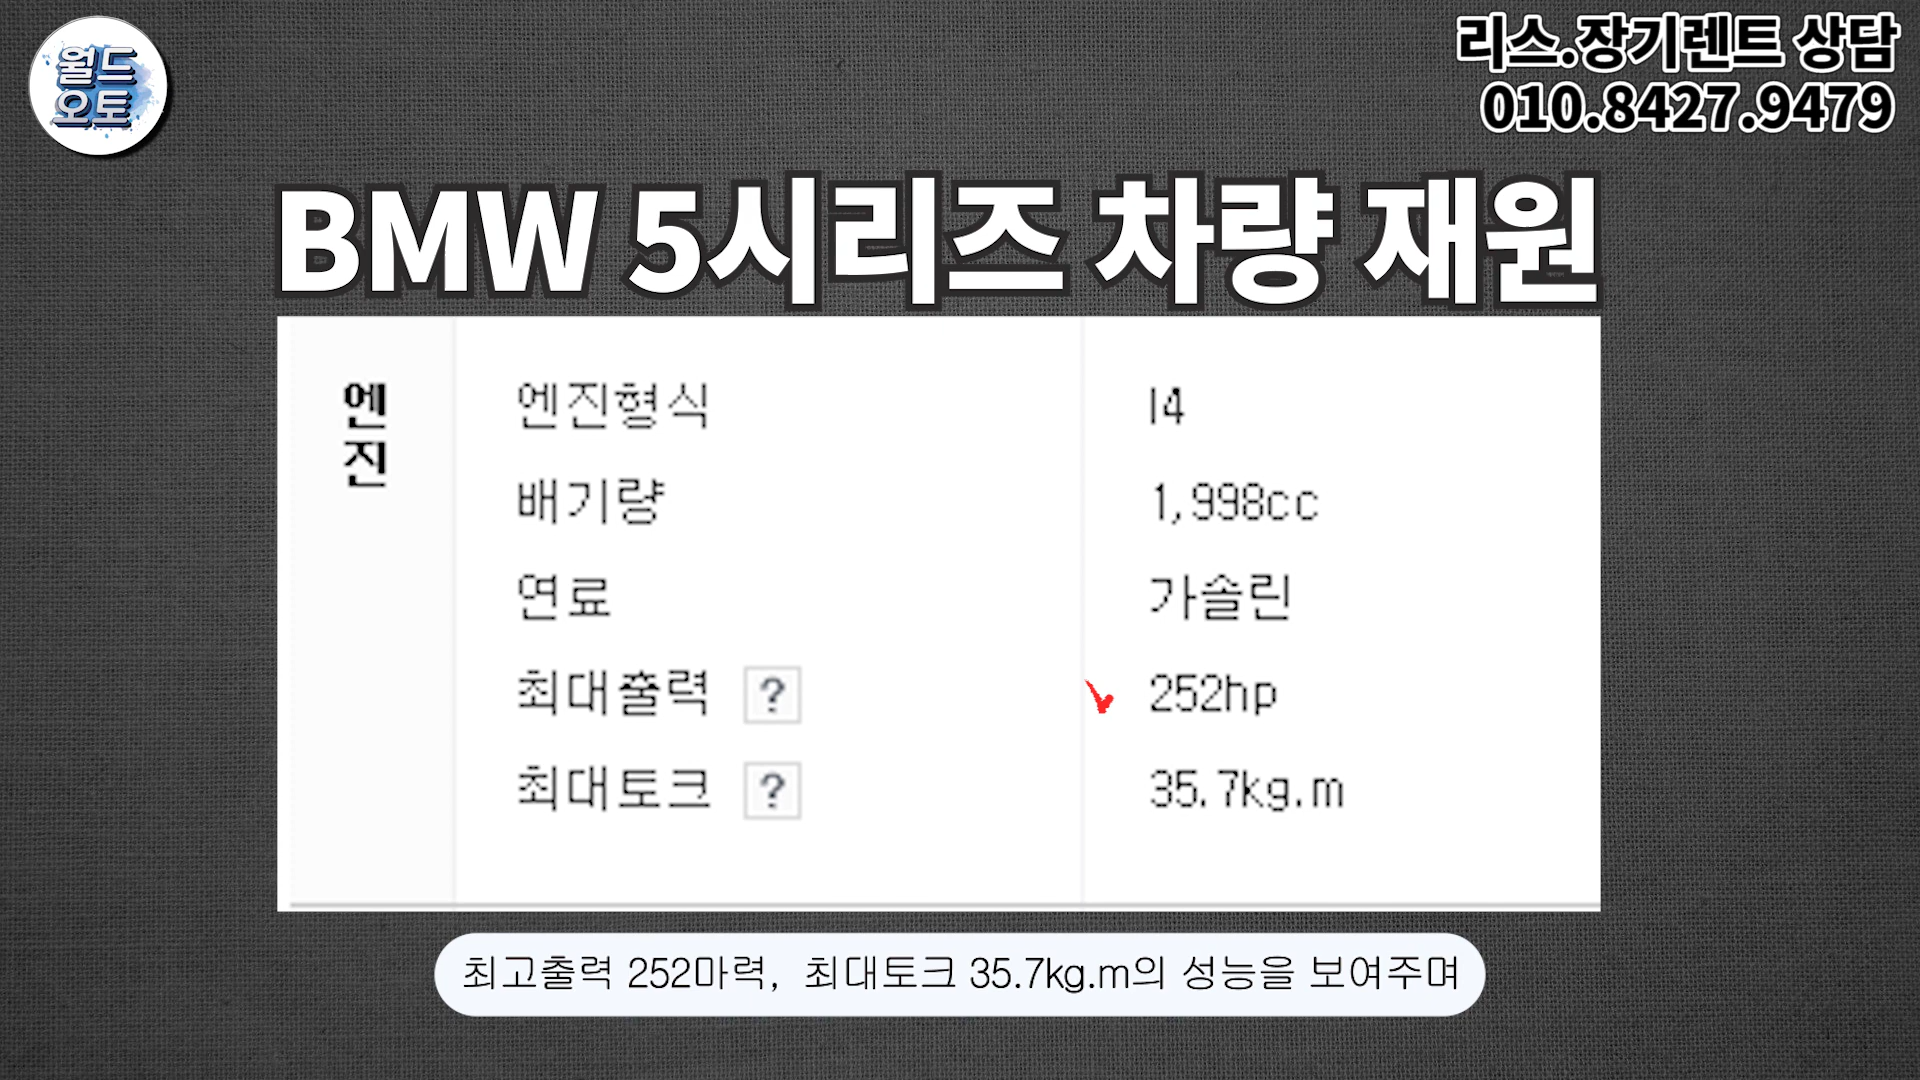 월드
오토
리스.장기렌트 상담
010.8427.9479
BMW 5시리즈 차량 재원
엔진
엔진형식 I4
배기량 1,998cc
연료 가솔린
최대출력 ? 252hp
최대토크 ? 35.7kg.m
최고출력 252마력, 최대토크 35.7kg.m의 성능을 보여주며